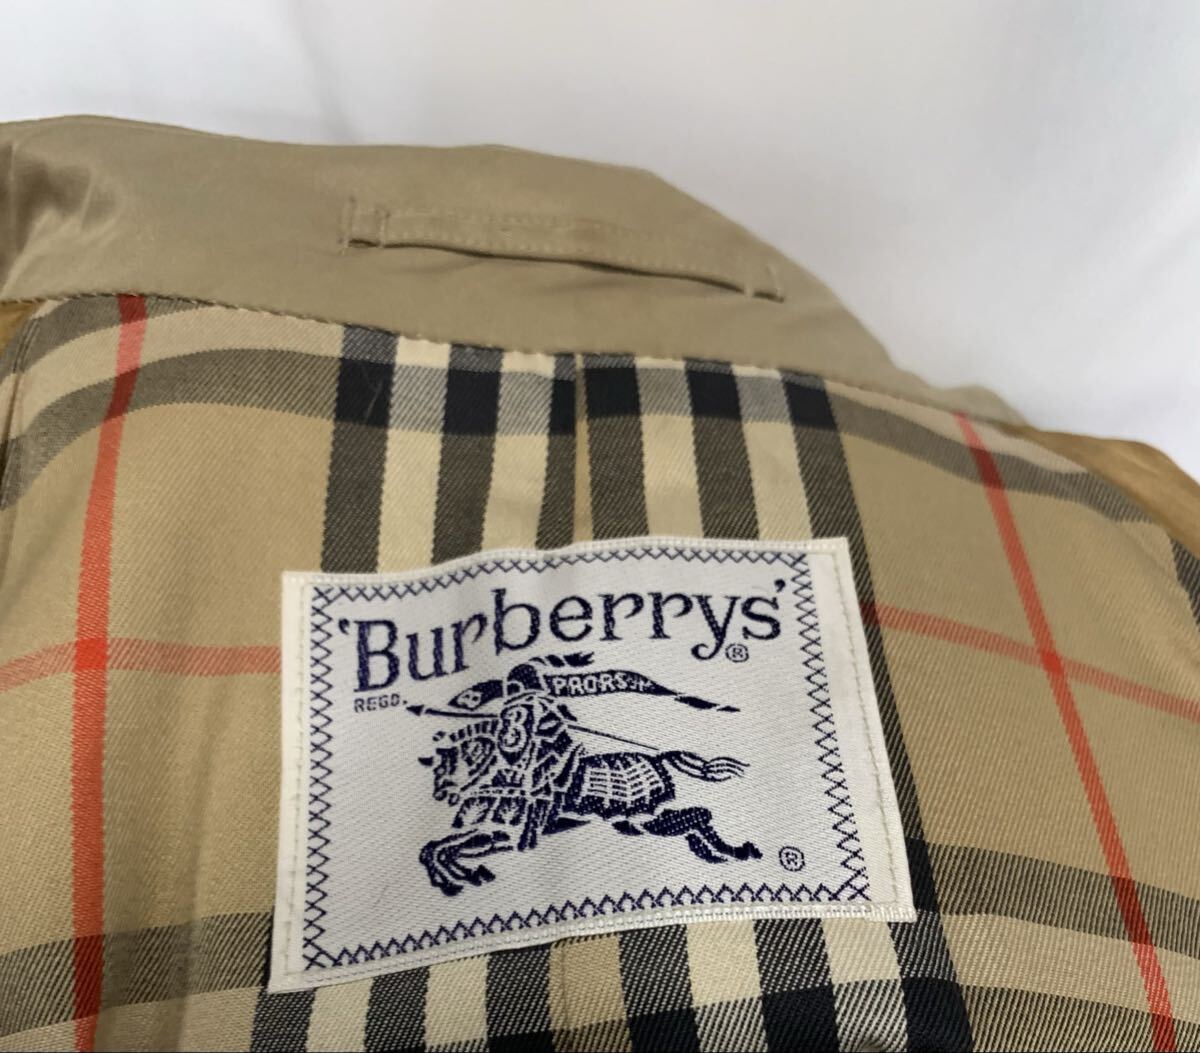 'Burberrys'®
REGD.
PRORSUM
B
®